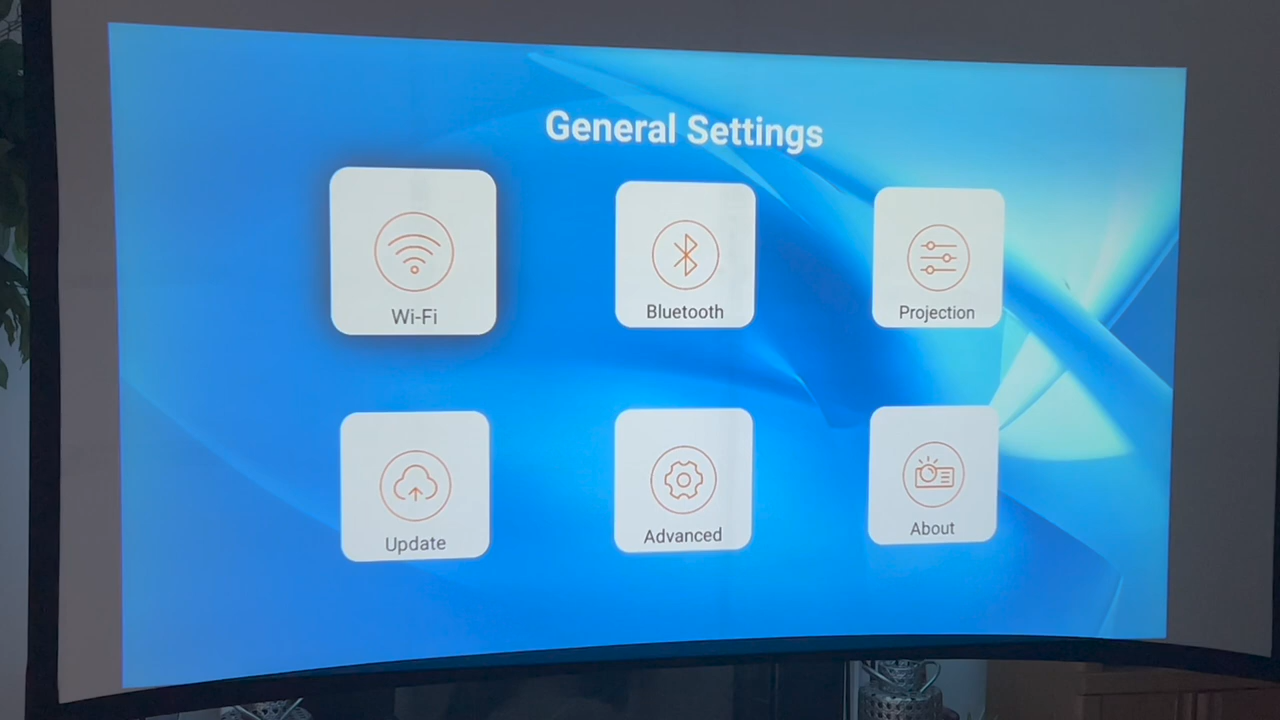 General Settings
Wi-Fi
Bluetooth
Projection
Update
Advanced
About